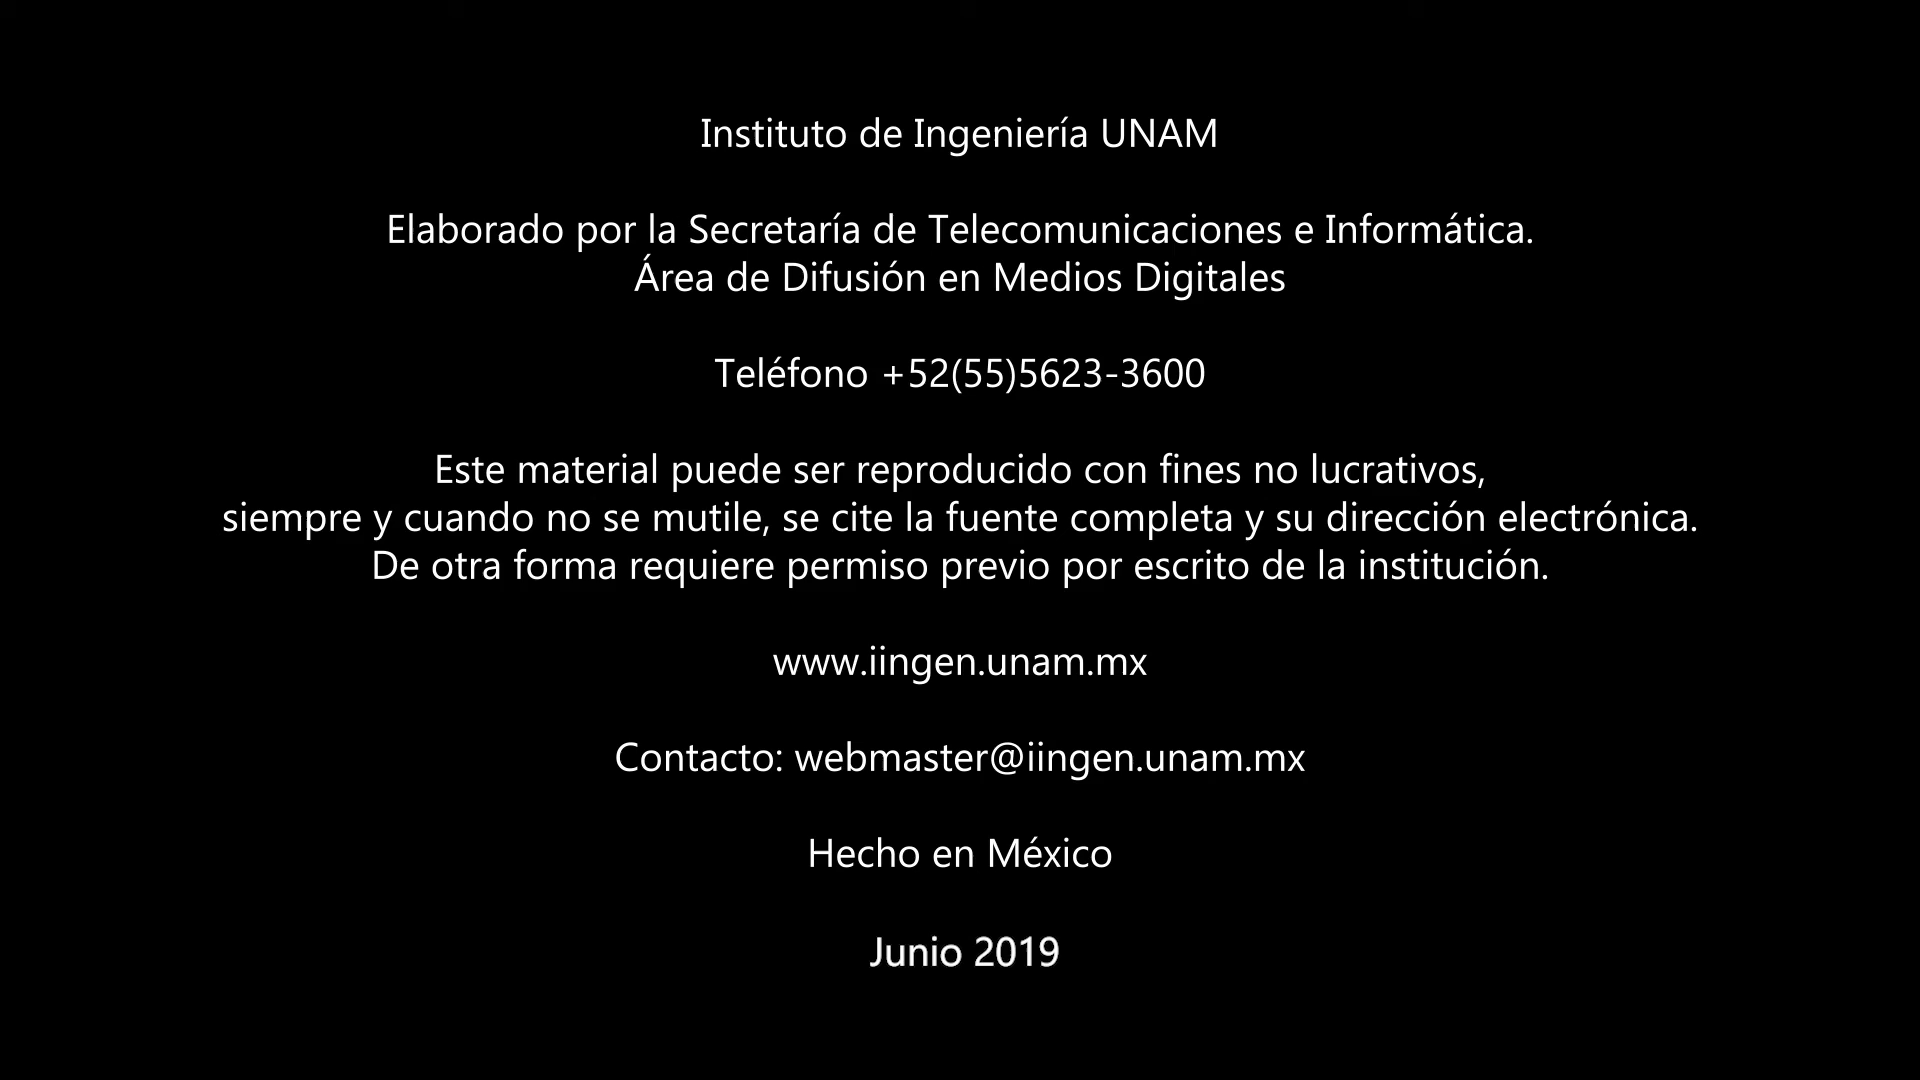 Instituto de Ingeniería UNAM
Elaborado por la Secretaría de Telecomunicaciones e Informática.
Área de Difusión en Medios Digitales
Teléfono +52(55)5623-3600
Este material puede ser reproducido con fines no lucrativos,
siempre y cuando no se mutile, se cite la fuente completa y su dirección electrónica.
De otra forma requiere permiso previo por escrito de la institución.
www.iingen.unam.mx
Contacto: webmaster@iingen.unam.mx
Hecho en México
Junio 2019